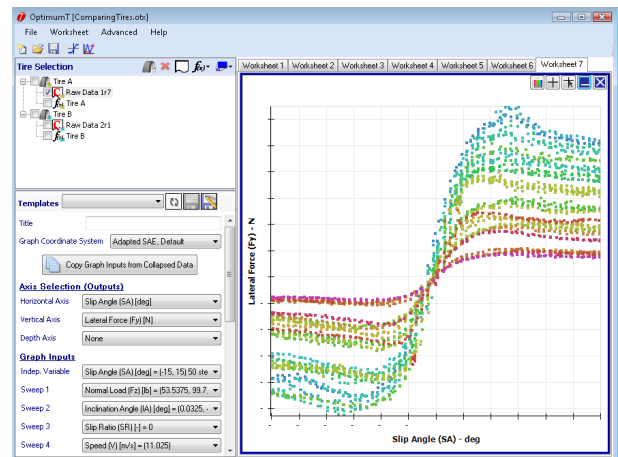 OptimumT [ComparingTires.otx]
File Worksheet Advanced Help
Tire Selection
Tire A
Raw Data 1r7
Tire A
Tire B
Raw Data 2r1
Tire B
Templates
Title
Graph Coordinate System Adapted SAE, Default
Copy Graph Inputs from Collapsed Data
Axis Selection (Outputs)
Horizontal Axis Slip Angle (SA) [deg]
Vertical Axis Lateral Force (Fy) [N]
Depth Axis None
Graph Inputs
Indep. Variable Slip Angle (SA) [deg] = (-15, 15) 50 ste
Sweep 1 Normal Load (Fz) [lb] = (53.5375, 99.7,
Sweep 2 Inclination Angle (IA) [deg] = (0.0325, -
Sweep 3 Slip Ratio (SR) [-] = 0
Sweep 4 Speed (V) [m/s] = (11.025)
Worksheet 1 Worksheet 2 Worksheet 3 Worksheet 4 Worksheet 5 Worksheet 6 Worksheet 7
Lateral Force (Fy) - N
Slip Angle (SA) - deg